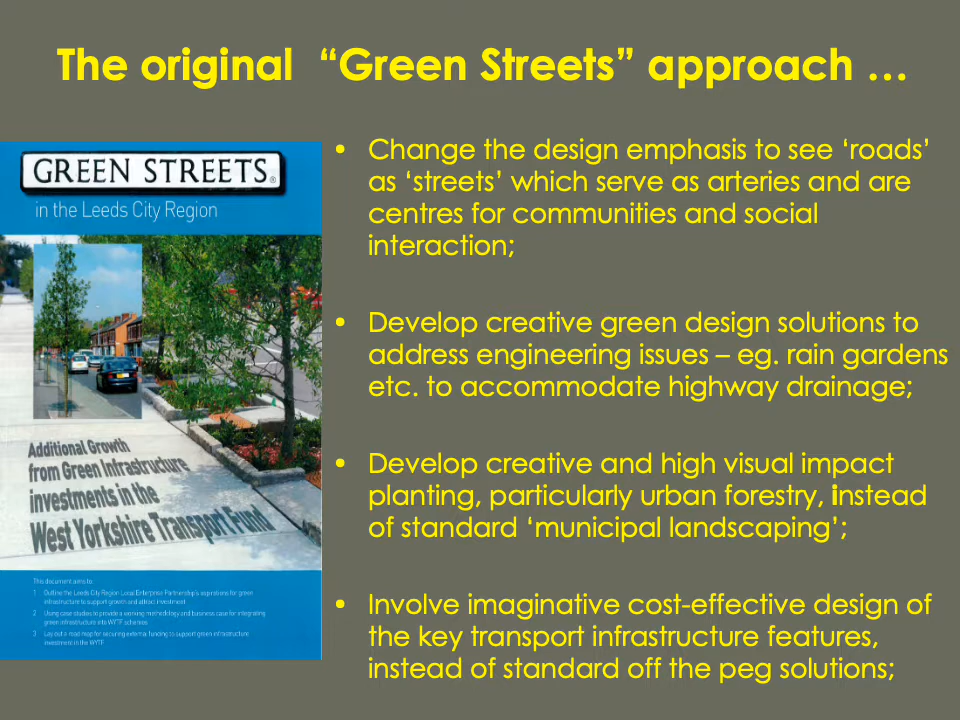 The original “Green Streets” approach …
GREEN STREETS®
in the Leeds City Region
Additional Growth
from Green Infrastructure
investments in the
West Yorkshire Transport Fund
This document aims to:
1 Outline the Leeds City Region Local Enterprise Partnership's aspirations for green
infrastructure to support growth and attract investment
2 Using case studies to provide a working methodology and business case for integrating
green infrastructure into WYTF schemes
3 Lay out a road map for securing external funding to support green infrastructure
investment in the WYTF
• Change the design emphasis to see ‘roads’
as ‘streets’ which serve as arteries and are
centres for communities and social
interaction;
• Develop creative green design solutions to
address engineering issues – eg. rain gardens
etc. to accommodate highway drainage;
• Develop creative and high visual impact
planting, particularly urban forestry, instead
of standard ‘municipal landscaping’;
• Involve imaginative cost-effective design of
the key transport infrastructure features,
instead of standard off the peg solutions;